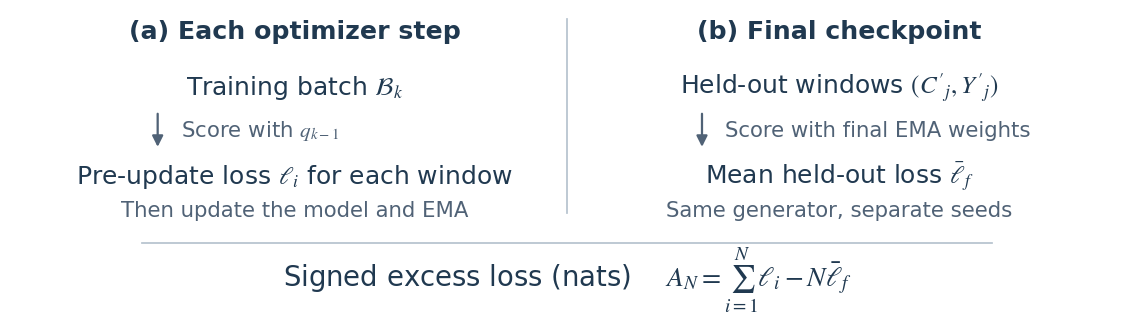 (a) Each optimizer step
Training batch ℬₖ
Score with qₖ₋₁
Pre-update loss ℓᵢ for each window
Then update the model and EMA
(b) Final checkpoint
Held-out windows (C′ⱼ, Y′ⱼ)
Score with final EMA weights
Mean held-out loss ℓ̄_f
Same generator, separate seeds
Signed excess loss (nats) A_N = ∑_{i=1}^{N} ℓᵢ − Nℓ̄_f